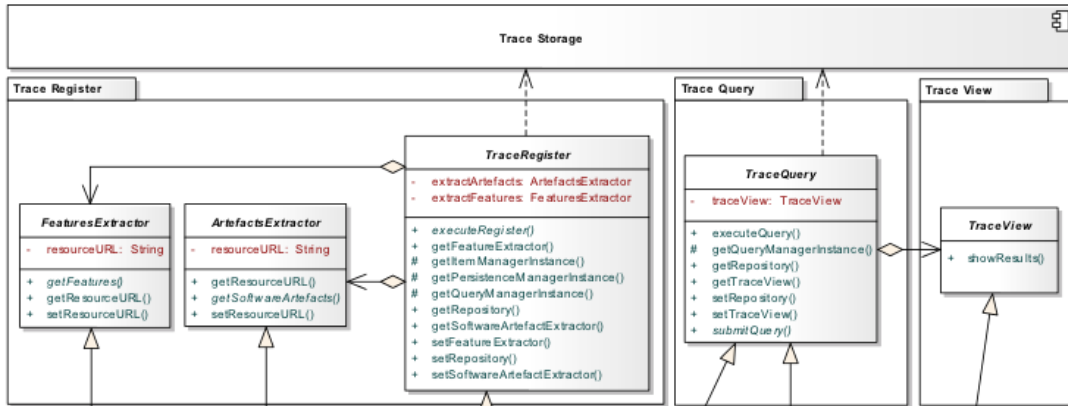 Trace Storage
Trace Register
Trace Query
Trace View
TraceRegister
- extractArtefacts: ArtefactsExtractor
- extractFeatures: FeaturesExtractor
+ executeRegister()
+ getFeatureExtractor()
# getItemManagerInstance()
# getPersistenceManagerInstance()
# getQueryManagerInstance()
+ getRepository()
+ getSoftwareArtefactExtractor()
+ setFeatureExtractor()
+ setRepository()
+ setSoftwareArtefactExtractor()
FeaturesExtractor
- resourceURL: String
+ getFeatures()
+ getResourceURL()
+ setResourceURL()
ArtefactsExtractor
- resourceURL: String
+ getResourceURL()
+ getSoftwareArtefacts()
+ setResourceURL()
TraceQuery
- traceView: TraceView
+ executeQuery()
# getQueryManagerInstance()
+ getRepository()
+ getTraceView()
+ setRepository()
+ setTraceView()
+ submitQuery()
TraceView
+ showResults()